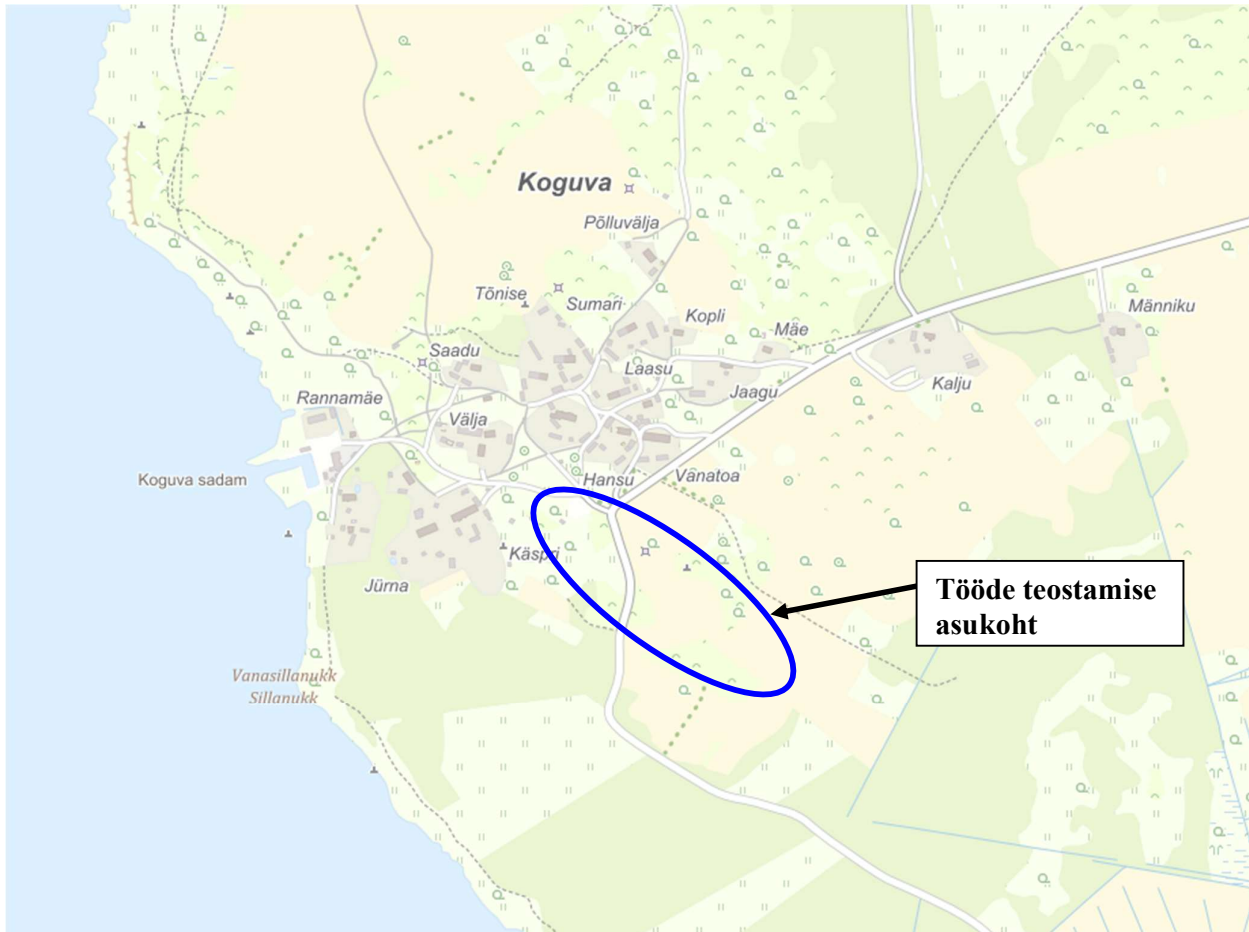 Koguva
Põlluvälja
Tõnise
Sumari
Kopli
Männiku
Mäe
Saadu
Laasu
Kalju
Jaagu
Rannamäe
Välja
Koguva sadam
Hansu
Vanatoa
Käspri
Jürna
Tööde teostamise
asukoht
Vanasillanukk
Sillanukk